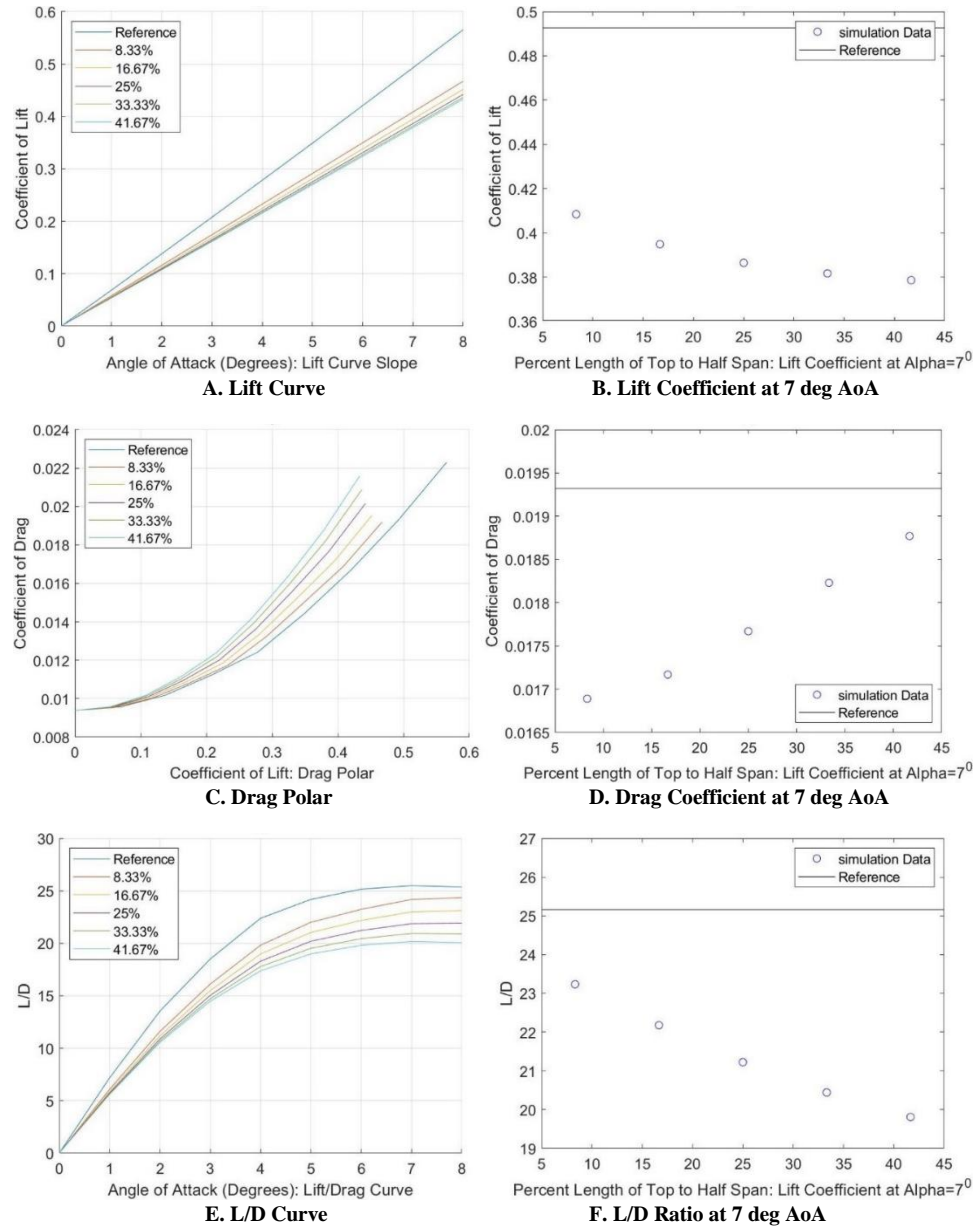 Reference
8.33%
16.67%
25%
33.33%
41.67%
Coefficient of Lift
0.6
0.5
0.4
0.3
0.2
0.1
0
0 1 2 3 4 5 6 7 8
Angle of Attack (Degrees): Lift Curve Slope
A. Lift Curve
simulation Data
Reference
Coefficient of Lift
0.5
0.48
0.46
0.44
0.42
0.4
0.38
0.36
5 10 15 20 25 30 35 40 45
Percent Length of Top to Half Span: Lift Coefficient at Alpha=7⁰
B. Lift Coefficient at 7 deg AoA
Reference
8.33%
16.67%
25%
33.33%
41.67%
Coefficient of Drag
0.024
0.022
0.02
0.018
0.016
0.014
0.012
0.01
0.008
0 0.1 0.2 0.3 0.4 0.5 0.6
Coefficient of Lift: Drag Polar
C. Drag Polar
simulation Data
Reference
Coefficient of Drag
0.02
0.0195
0.019
0.0185
0.018
0.0175
0.017
0.0165
5 10 15 20 25 30 35 40 45
Percent Length of Top to Half Span: Lift Coefficient at Alpha=7⁰
D. Drag Coefficient at 7 deg AoA
Reference
8.33%
16.67%
25%
33.33%
41.67%
L/D
30
25
20
15
10
5
0
0 1 2 3 4 5 6 7 8
Angle of Attack (Degrees): Lift/Drag Curve
E. L/D Curve
simulation Data
Reference
L/D
27
26
25
24
23
22
21
20
19
5 10 15 20 25 30 35 40 45
Percent Length of Top to Half Span: Lift Coefficient at Alpha=7⁰
F. L/D Ratio at 7 deg AoA